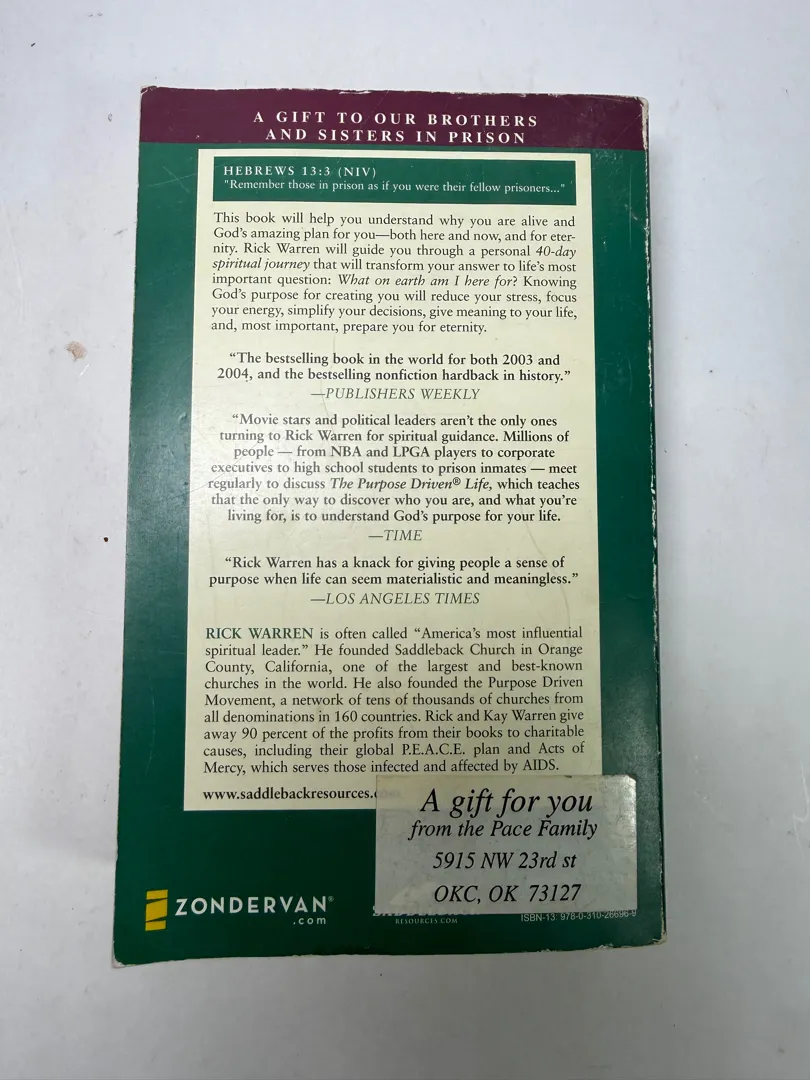 A GIFT TO OUR BROTHERS
AND SISTERS IN PRISON
HEBREWS 13:3 (NIV)
"Remember those in prison as if you were their fellow prisoners..."
This book will help you understand why you are alive and
God's amazing plan for you—both here and now, and for eter-
nity. Rick Warren will guide you through a personal 40-day
spiritual journey that will transform your answer to life's most
important question: What on earth am I here for? Knowing
God's purpose for creating you will reduce your stress, focus
your energy, simplify your decisions, give meaning to your life,
and, most important, prepare you for eternity.
“The bestselling book in the world for both 2003 and
2004, and the bestselling nonfiction hardback in history.”
—PUBLISHERS WEEKLY
“Movie stars and political leaders aren't the only ones
turning to Rick Warren for spiritual guidance. Millions of
people — from NBA and LPGA players to corporate
executives to high school students to prison inmates — meet
regularly to discuss The Purpose Driven® Life, which teaches
that the only way to discover who you are, and what you're
living for, is to understand God's purpose for your life.
—TIME
“Rick Warren has a knack for giving people a sense of
purpose when life can seem materialistic and meaningless.”
—LOS ANGELES TIMES
RICK WARREN is often called “America's most influential
spiritual leader.” He founded Saddleback Church in Orange
County, California, one of the largest and best-known
churches in the world. He also founded the Purpose Driven
Movement, a network of tens of thousands of churches from
all denominations in 160 countries. Rick and Kay Warren give
away 90 percent of the profits from their books to charitable
causes, including their global P.E.A.C.E. plan and Acts of
Mercy, which serves those infected and affected by AIDS.
www.saddlebackresources.
A gift for you
from the Pace Family
5915 NW 23rd st
OKC, OK 73127
ZONDERVAN®
.com
RESOURCES.COM
ISBN-13: 978-0-310-26696-9